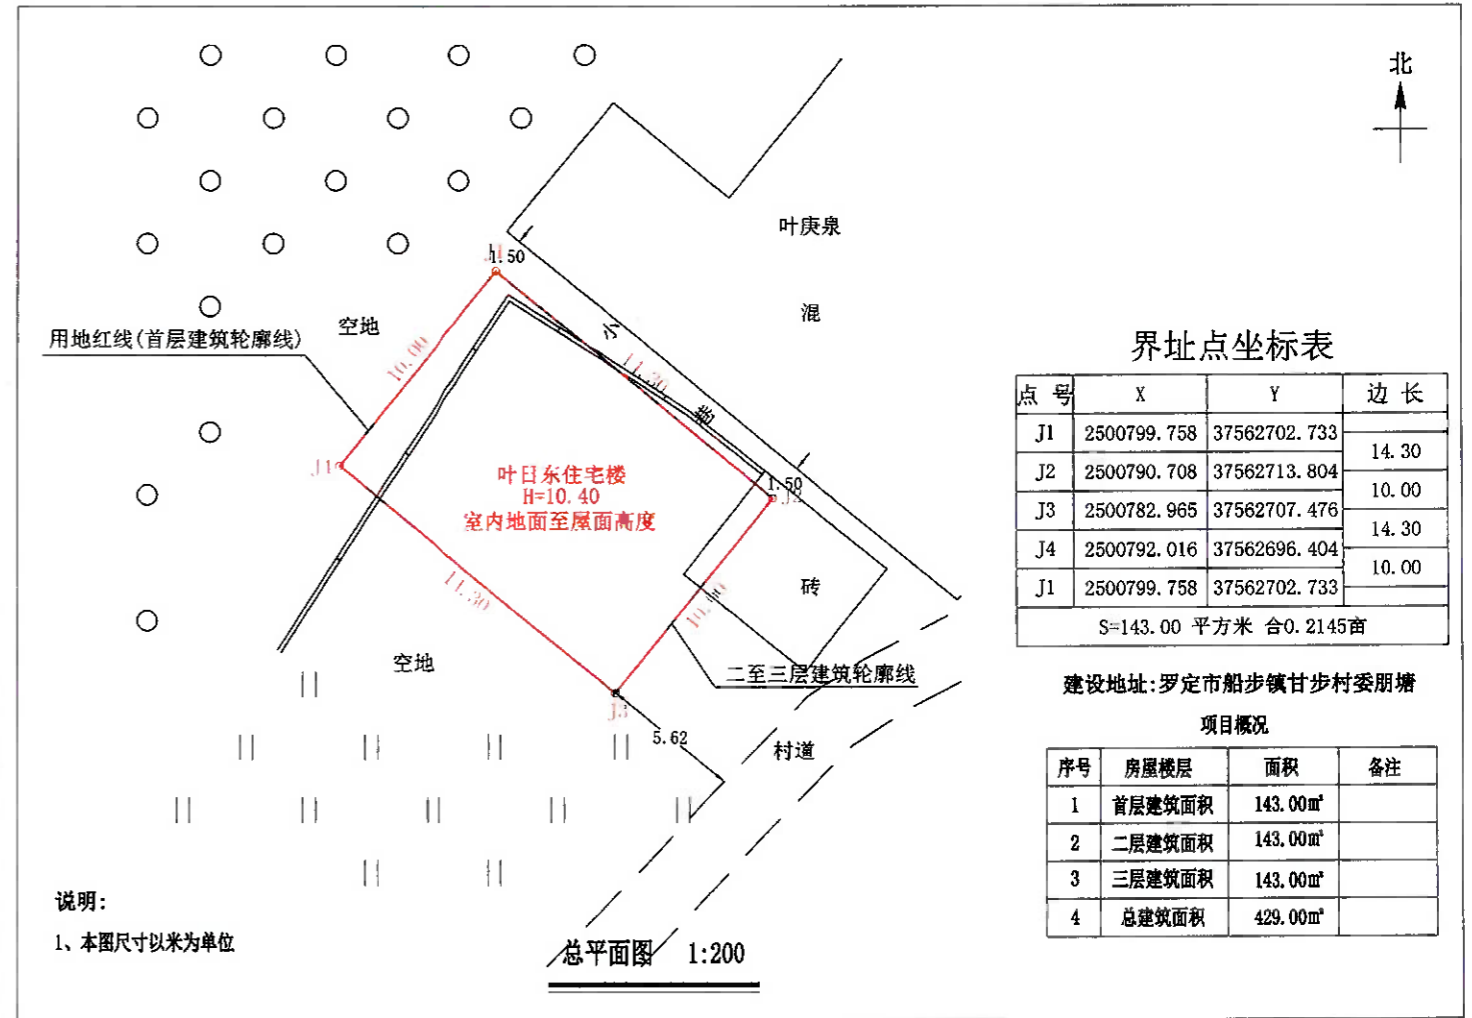 北
叶庚泉
混
J4
1.50
空地
用地红线(首层建筑轮廓线)
10.00
小
11.30
巷
J1
叶日东住宅楼
H=10.40
室内地面至屋面高度
1.50
J2
砖
11.30
10.00
空地
二至三层建筑轮廓线
J3
5.62
村道
界址点坐标表
点 号 X Y 边 长
J1 2500799.758 37562702.733
14.30
J2 2500790.708 37562713.804
10.00
J3 2500782.965 37562707.476
14.30
J4 2500792.016 37562696.404
10.00
J1 2500799.758 37562702.733
S=143.00 平方米 合0.2145亩
建设地址:罗定市船步镇甘步村委朋塘
项目概况
序号 房屋楼层 面积 备注
1 首层建筑面积 143.00㎡
2 二层建筑面积 143.00㎡
3 三层建筑面积 143.00㎡
4 总建筑面积 429.00㎡
说明:
1、本图尺寸以米为单位
总平面图 1:200